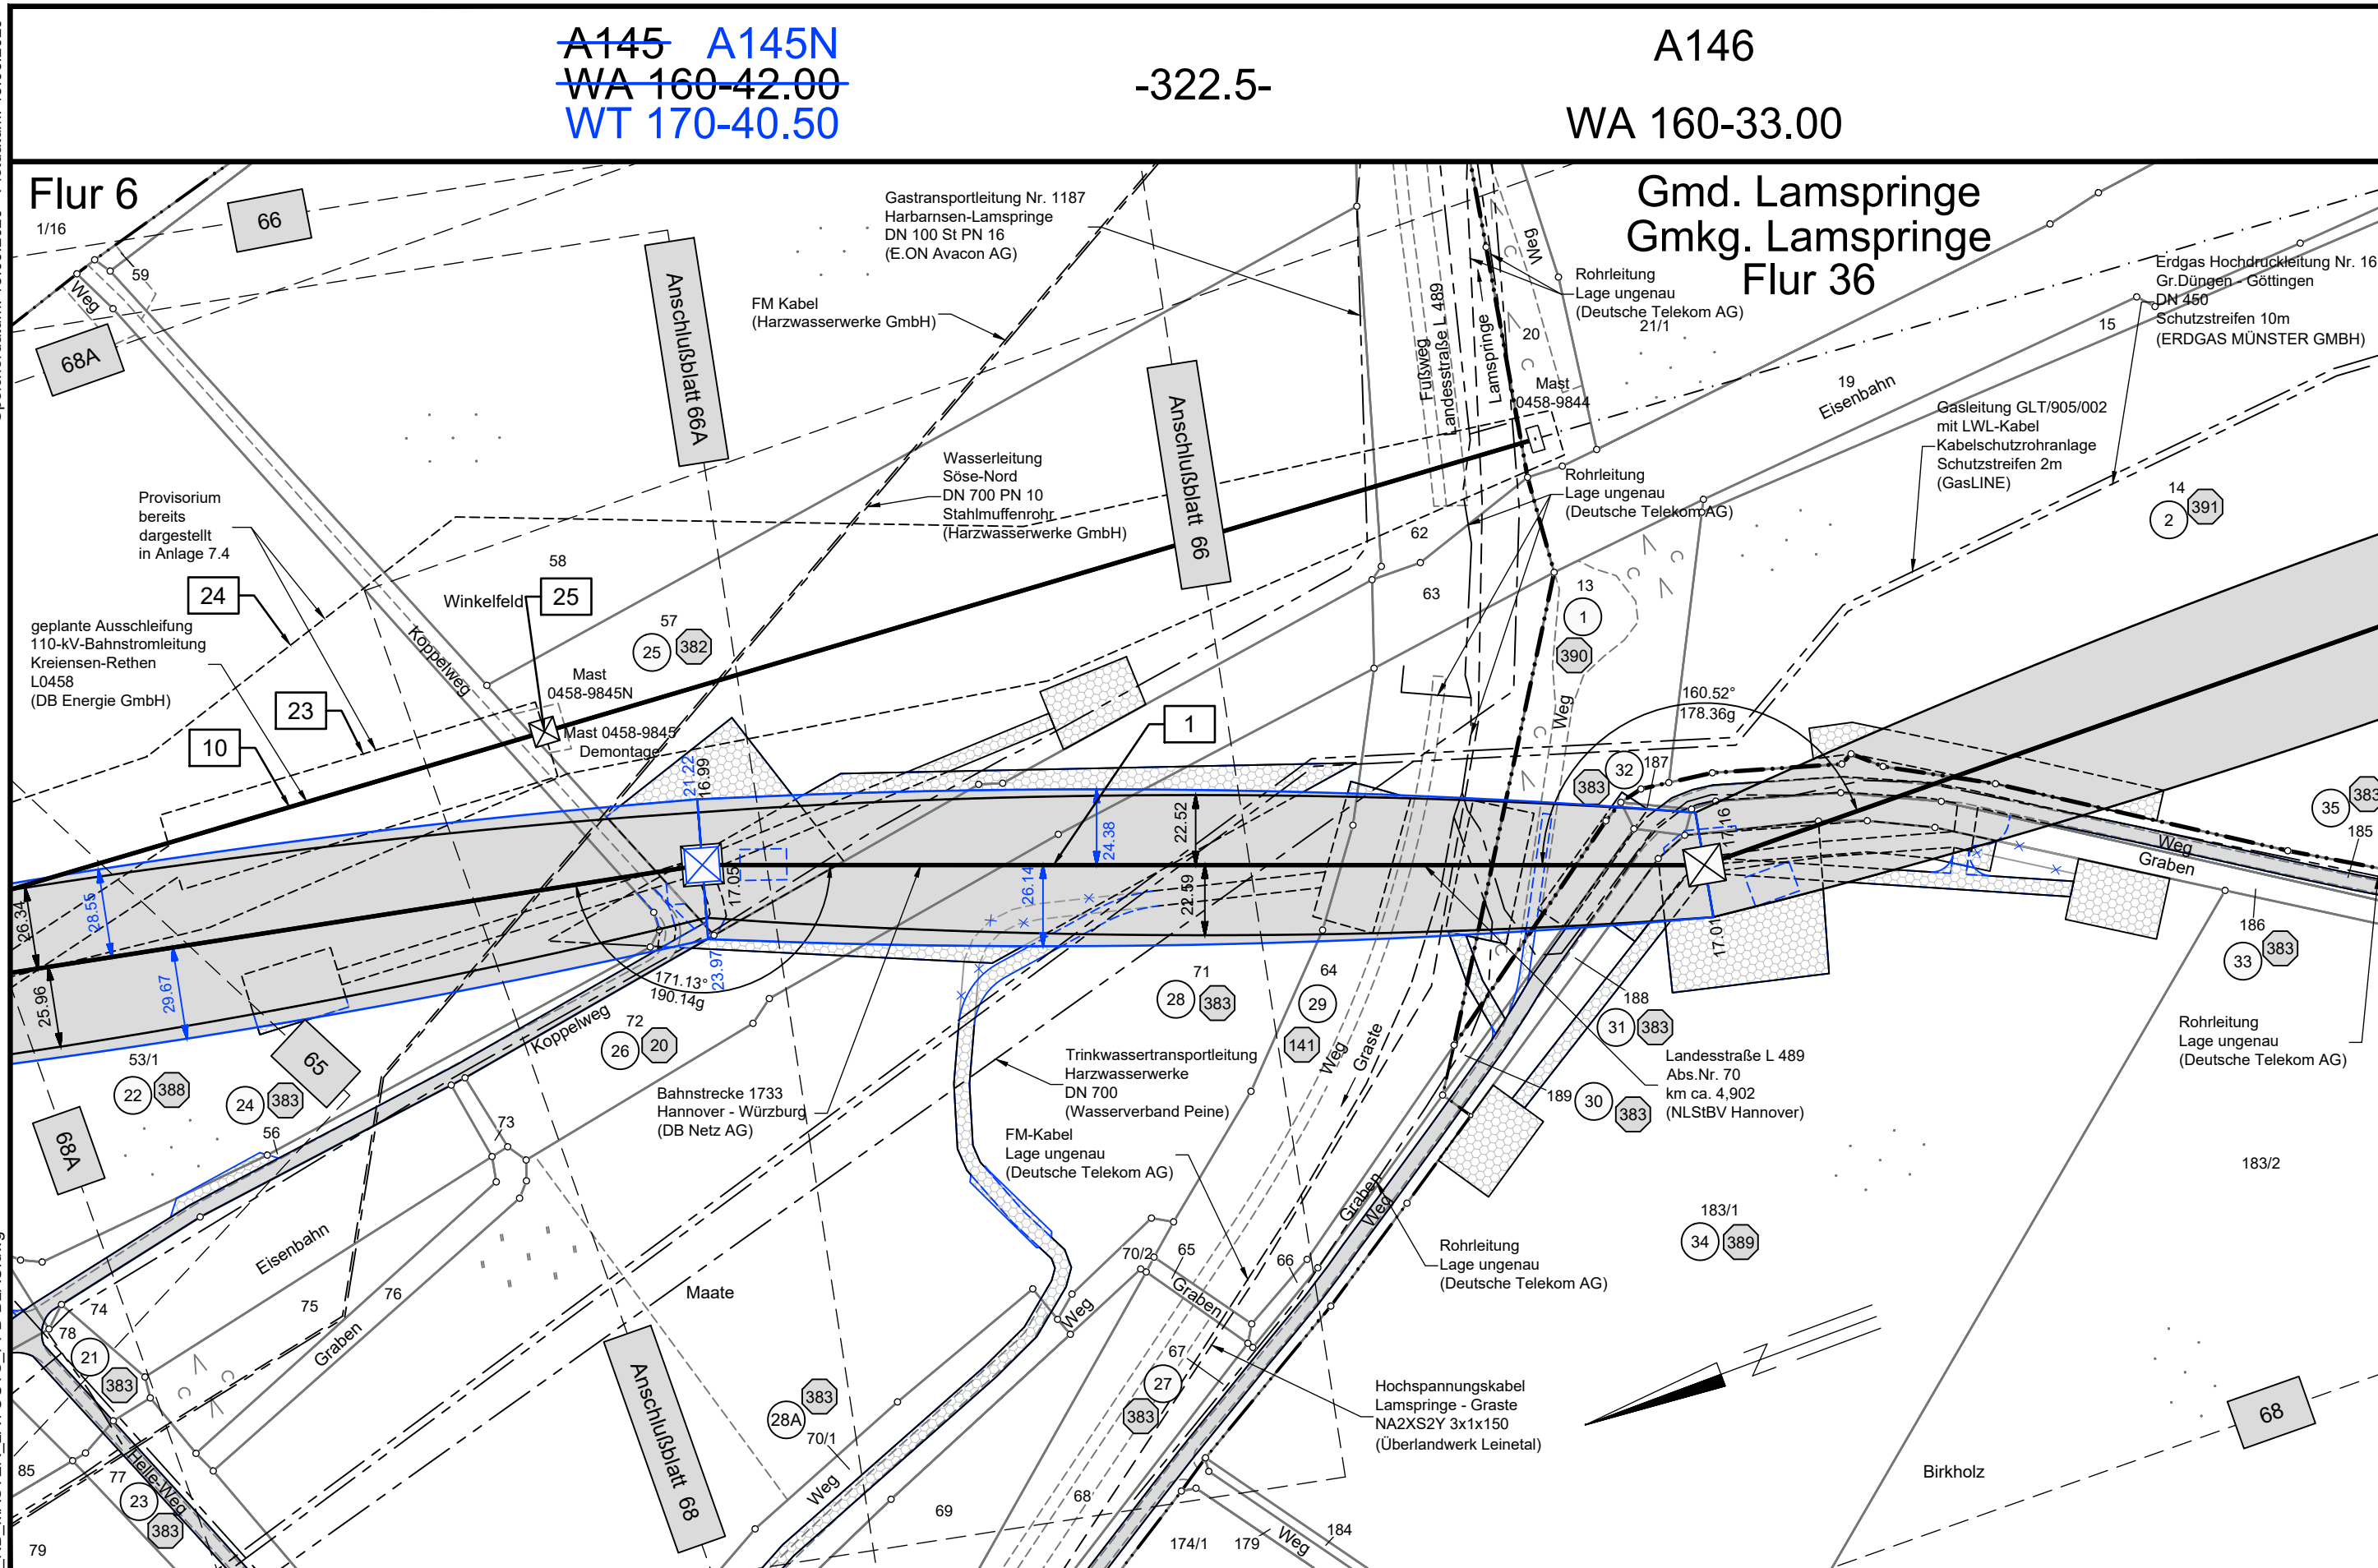 A145 A145N
WA 160-42.00
WT 170-40.50
-322.5-
A146
WA 160-33.00
Flur 6
1/16
59
Weg
66
68A
Anschlußblatt 66A
Gastransportleitung Nr. 1187
Harbarnsen-Lamspringe
DN 100 St PN 16
(E.ON Avacon AG)
FM Kabel
(Harzwasserwerke GmbH)
Anschlußblatt 66
Fußweg
Landesstraße L 489
Lamspringe
Weg
20
Gmd. Lamspringe
Gmkg. Lamspringe
Flur 36
Rohrleitung
Lage ungenau
(Deutsche Telekom AG)
21/1
Erdgas Hochdruckleitung Nr. 16
Gr.Düngen - Göttingen
DN 450
Schutzstreifen 10m
(ERDGAS MÜNSTER GMBH)
15
19
Eisenbahn
Mast
0458-9844
Gasleitung GLT/905/002
mit LWL-Kabel
Kabelschutzrohranlage
Schutzstreifen 2m
(GasLINE)
14
2
391
Wasserleitung
Söse-Nord
DN 700 PN 10
Stahlmuffenrohr
(Harzwasserwerke GmbH)
Rohrleitung
Lage ungenau
(Deutsche Telekom AG)
62
63
Provisorium
bereits
dargestellt
in Anlage 7.4
24
58
Winkelfeld
25
57
25
382
13
1
390
geplante Ausschleifung
110-kV-Bahnstromleitung
Kreiensen-Rethen
L0458
(DB Energie GmbH)
Koppelweg
23
10
Mast
0458-9845N
Mast 0458-9845
Demontage
1
Weg
160.52°
178.36g
21.22
16.99
24.38
22.52
383
32
187
7.16
35
383
185
Weg
Graben
26.34
28.55
17.05
26.14
22.59
17.01
25.96
29.67
171.13°
190.14g
23.97
186
33
383
53/1
22
388
24
383
65
Koppelweg
72
26
20
71
28
383
64
29
141
Weg
Graste
188
31
383
Rohrleitung
Lage ungenau
(Deutsche Telekom AG)
Bahnstrecke 1733
Hannover - Würzburg
(DB Netz AG)
Trinkwassertransportleitung
Harzwasserwerke
DN 700
(Wasserverband Peine)
Landesstraße L 489
Abs.Nr. 70
km ca. 4,902
(NLStBV Hannover)
189
30
383
68A
56
73
FM-Kabel
Lage ungenau
(Deutsche Telekom AG)
183/2
Graben
Weg
183/1
34
389
Eisenbahn
70/2
65
66
Rohrleitung
Lage ungenau
(Deutsche Telekom AG)
74
75
76
Maate
Graben
Weg
78
21
383
Graben
67
27
383
Hochspannungskabel
Lamspringe - Graste
NA2XS2Y 3x1x150
(Überlandwerk Leinetal)
Anschlußblatt 68
383
28A
70/1
68
85
77
Helle-Weg
23
383
Weg
69
68
Birkholz
79
174/1
179
Weg
184